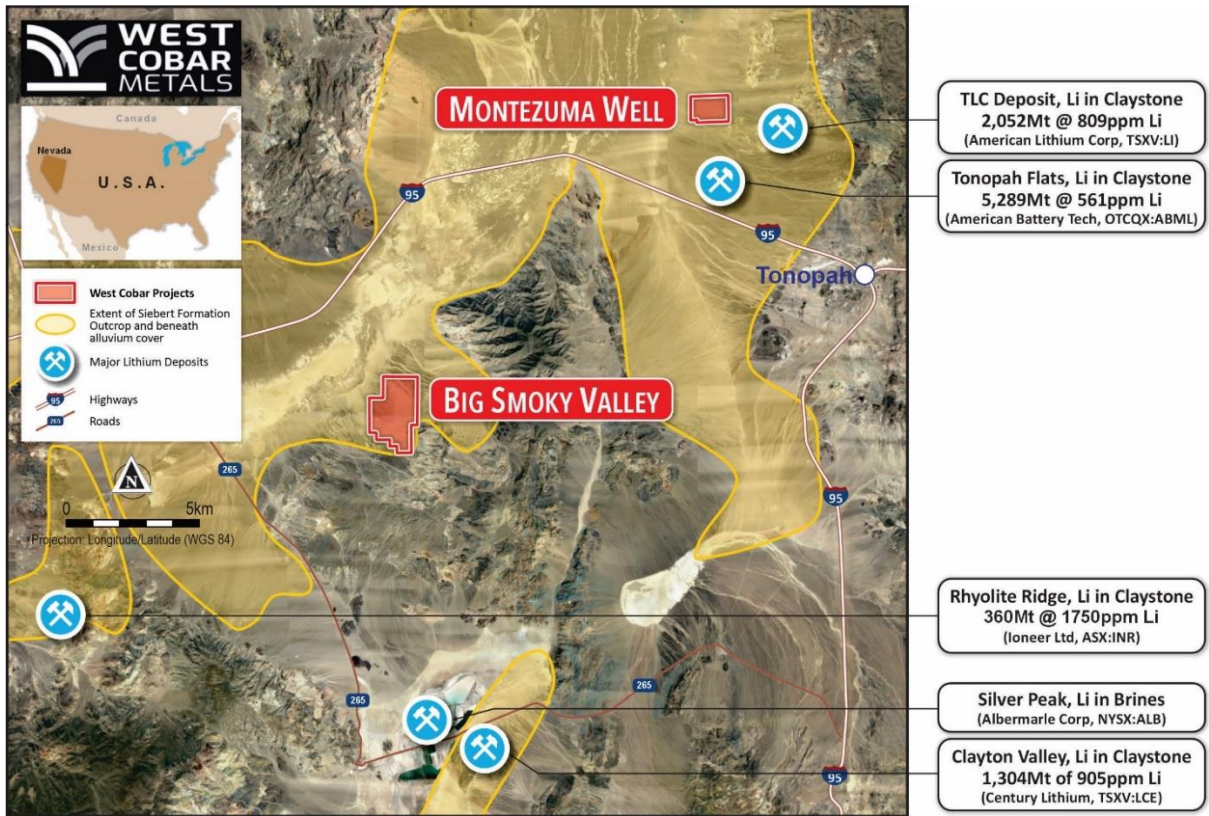 WEST
COBAR
METALS
Canada
Nevada
U.S.A.
Mexico
West Cobar Projects
Extent of Siebert Formation
Outcrop and beneath
alluvium cover
Major Lithium Deposits
95
Highways
265
Roads
N
0 5km
Projection: Longitude/Latitude (WGS 84)
MONTEZUMA WELL
95
95
Tonopah
BIG SMOKY VALLEY
265
95
265
265
95
TLC Deposit, Li in Claystone
2,052Mt @ 809ppm Li
(American Lithium Corp, TSXV:LI)
Tonopah Flats, Li in Claystone
5,289Mt @ 561ppm Li
(American Battery Tech, OTCQX:ABML)
Rhyolite Ridge, Li in Claystone
360Mt @ 1750ppm Li
(Ioneer Ltd, ASX:INR)
Silver Peak, Li in Brines
(Albermarle Corp, NYSX:ALB)
Clayton Valley, Li in Claystone
1,304Mt of 905ppm Li
(Century Lithium, TSXV:LCE)